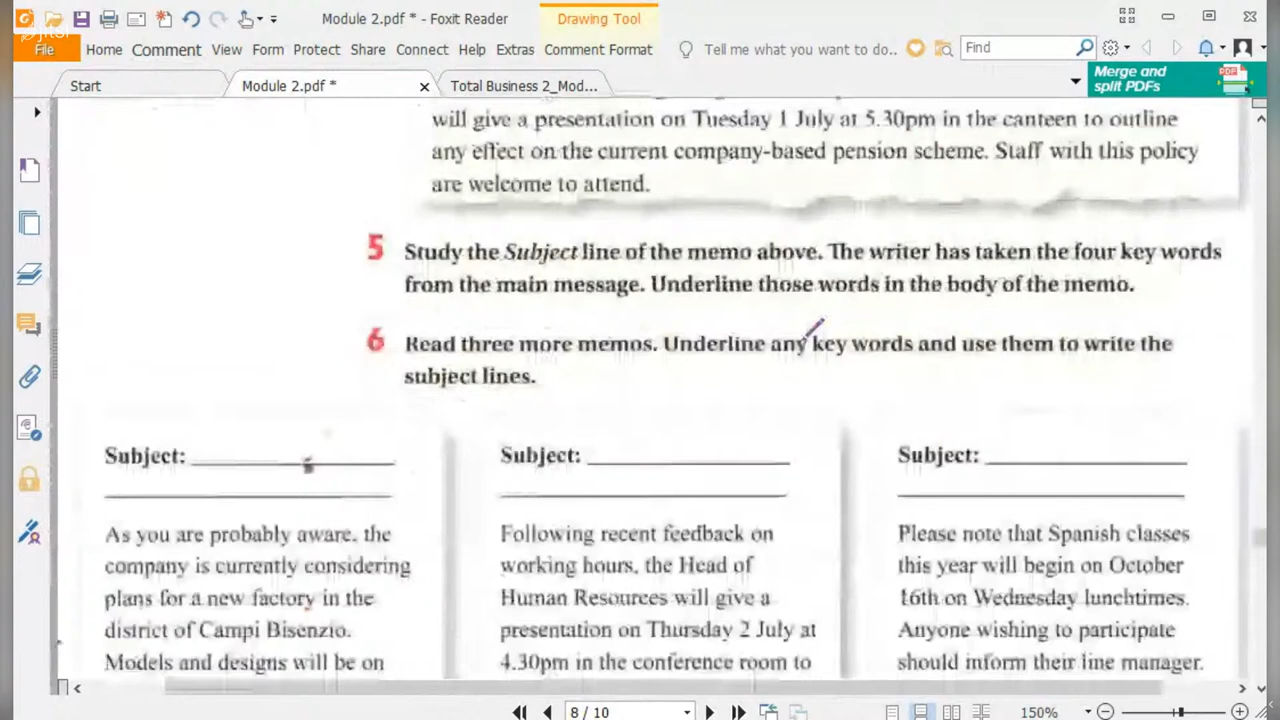 Module 2.pdf * - Foxit Reader
Drawing Tool
File Home Comment View Form Protect Share Connect Help Extras Comment Format Tell me what you want to do.. Find
Start Module 2.pdf * Total Business 2_Mod...
Merge and
split PDFs
will give a presentation on Tuesday 1 July at 5.30pm in the canteen to outline
any effect on the current company-based pension scheme. Staff with this policy
are welcome to attend.
5 Study the Subject line of the memo above. The writer has taken the four key words
from the main message. Underline those words in the body of the memo.
6 Read three more memos. Underline any key words and use them to write the
subject lines.
Subject:
As you are probably aware, the
company is currently considering
plans for a new factory in the
district of Campi Bisenzio.
Models and designs will be on
Subject:
Following recent feedback on
working hours, the Head of
Human Resources will give a
presentation on Thursday 2 July at
4.30pm in the conference room to
Subject:
Please note that Spanish classes
this year will begin on October
16th on Wednesday lunchtimes.
Anyone wishing to participate
should inform their line manager.
8 / 10
150%